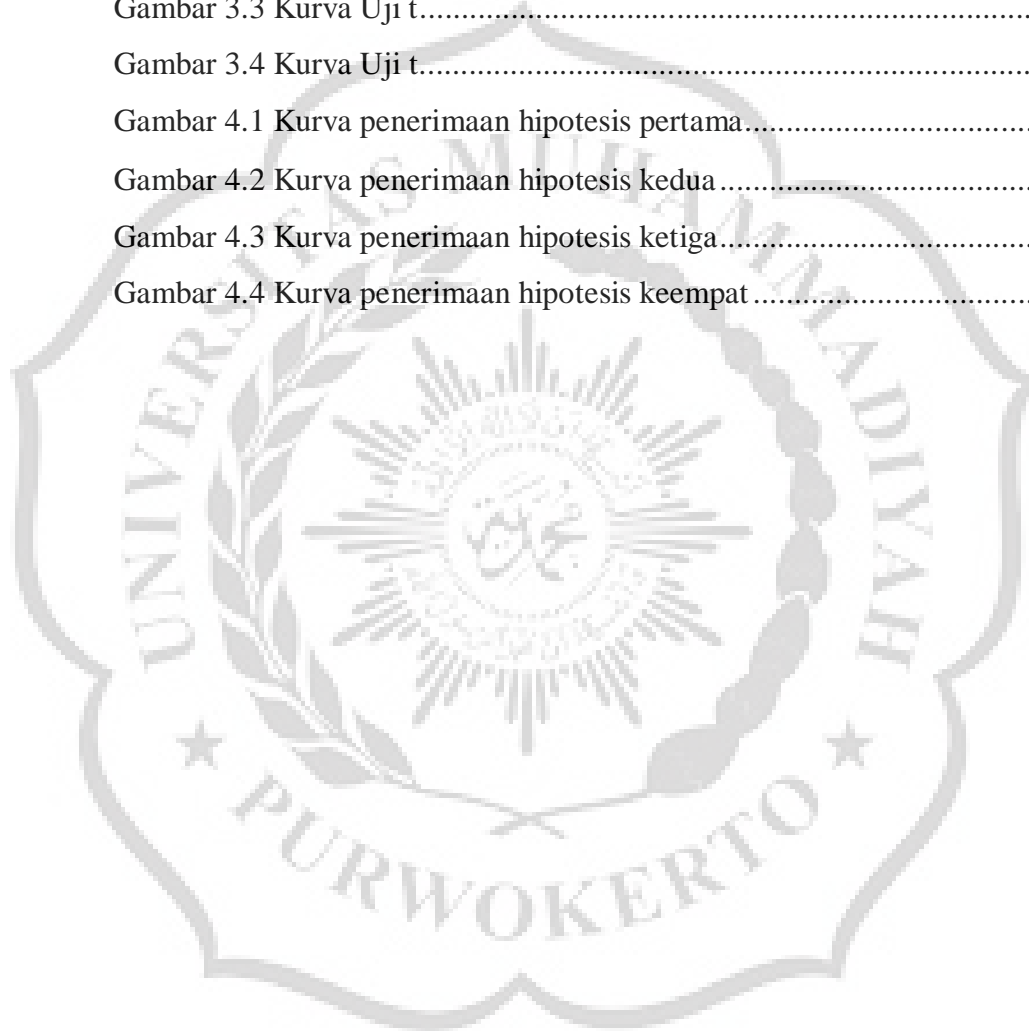 Gambar 3.3 Kurva Uji t
Gambar 3.4 Kurva Uji t
Gambar 4.1 Kurva penerimaan hipotesis pertama
Gambar 4.2 Kurva penerimaan hipotesis kedua
Gambar 4.3 Kurva penerimaan hipotesis ketiga
Gambar 4.4 Kurva penerimaan hipotesis keempat
UNIVERSITAS MUHAMMADIYAH
PURWOKERTO